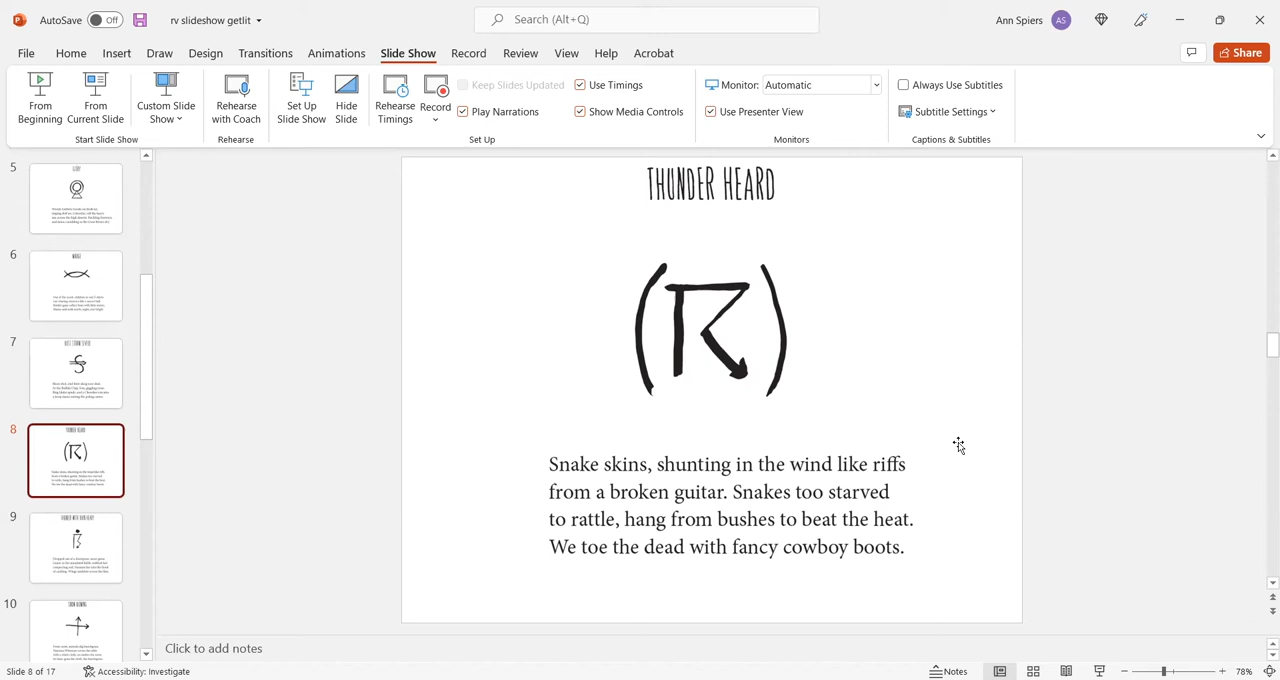 AutoSave Off rv slideshow getlit Search (Alt+Q) Ann Spiers AS
File Home Insert Draw Design Transitions Animations Slide Show Record Review View Help Acrobat Share
From Beginning
From Current Slide
Custom Slide Show
Rehearse with Coach
Set Up Slide Show
Hide Slide
Rehearse Timings
Record
Keep Slides Updated
Play Narrations
Use Timings
Show Media Controls
Monitor: Automatic
Use Presenter View
Always Use Subtitles
Subtitle Settings
Start Slide Show Rehearse Set Up Monitors Captions & Subtitles
5
6
7
8
THUNDER HEARD
9
10
THUNDER HEARD
Snake skins, shunting in the wind like riffs
from a broken guitar. Snakes too starved
to rattle, hang from bushes to beat the heat.
We toe the dead with fancy cowboy boots.
Click to add notes
Slide 8 of 17 Accessibility: Investigate Notes 78%